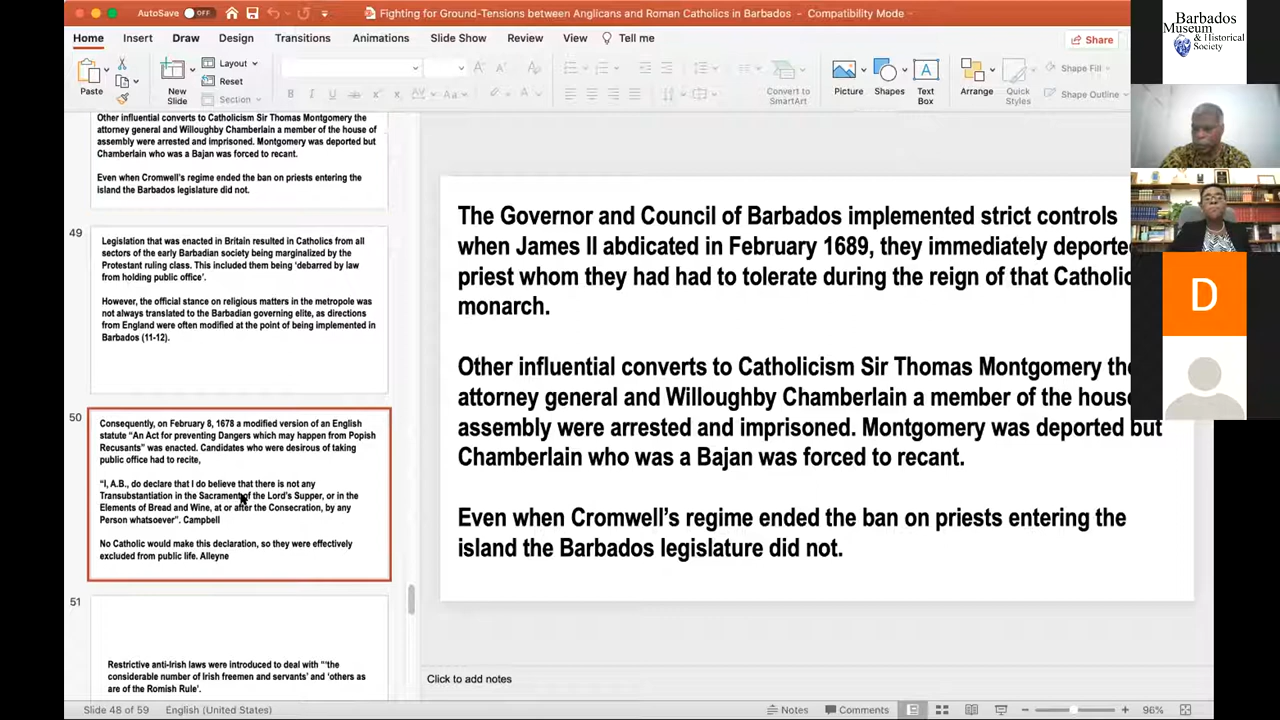 AutoSave OFF
Fighting for Ground-Tensions between Anglicans and Roman Catholics in Barbados - Compatibility Mode
Home Insert Draw Design Transitions Animations Slide Show Review View Tell me
Share
Paste
New
Slide
Layout
Reset
Section
Convert to
SmartArt
Picture
Shapes
Text
Box
Arrange
Quick
Styles
Shape Fill
Shape Outline
Barbados
Museum
& Historical
Society
D
Other influential converts to Catholicism Sir Thomas Montgomery the
attorney general and Willoughby Chamberlain a member of the house of
assembly were arrested and imprisoned. Montgomery was deported but
Chamberlain who was a Bajan was forced to recant.
Even when Cromwell's regime ended the ban on priests entering the
island the Barbados legislature did not.
49
Legislation that was enacted in Britain resulted in Catholics from all
sectors of the early Barbadian society being marginalized by the
Protestant ruling class. This included them being 'debarred by law
from holding public office'.
However, the official stance on religious matters in the metropole was
not always translated to the Barbadian governing elite, as directions
from England were often modified at the point of being implemented in
Barbados (11-12).
50
Consequently, on February 8, 1678 a modified version of an English
statute "An Act for preventing Dangers which may happen from Popish
Recusants" was enacted. Candidates who were desirous of taking
public office had to recite,
"I, A.B., do declare that I do believe that there is not any
Transubstantiation in the Sacrament of the Lord's Supper, or in the
Elements of Bread and Wine, at or after the Consecration, by any
Person whatsoever". Campbell
No Catholic would make this declaration, so they were effectively
excluded from public life. Alleyne
51
Restrictive anti-Irish laws were introduced to deal with "'the
considerable number of Irish freemen and servants' and 'others as
are of the Romish Rule'.
The Governor and Council of Barbados implemented strict controls
when James II abdicated in February 1689, they immediately deporte
priest whom they had had to tolerate during the reign of that Catholic
monarch.
Other influential converts to Catholicism Sir Thomas Montgomery the
attorney general and Willoughby Chamberlain a member of the house
assembly were arrested and imprisoned. Montgomery was deported but
Chamberlain who was a Bajan was forced to recant.
Even when Cromwell's regime ended the ban on priests entering the
island the Barbados legislature did not.
Click to add notes
Slide 48 of 59 English (United States) Notes Comments 96%